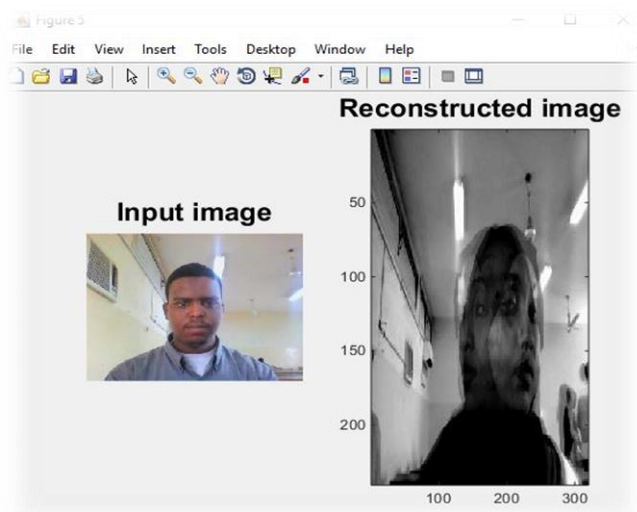 Figure 5
File Edit View Insert Tools Desktop Window Help
Reconstructed image
Input image
50
100
150
200
100 200 300